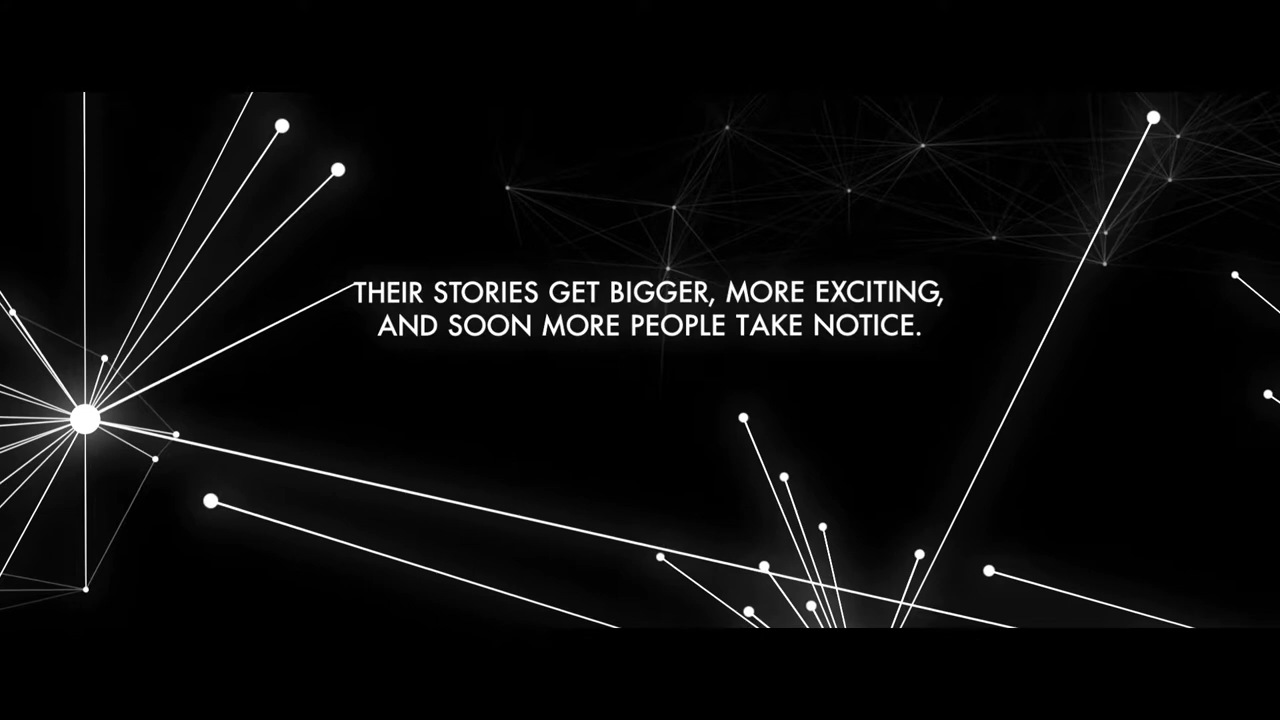 THEIR STORIES GET BIGGER, MORE EXCITING,
AND SOON MORE PEOPLE TAKE NOTICE.